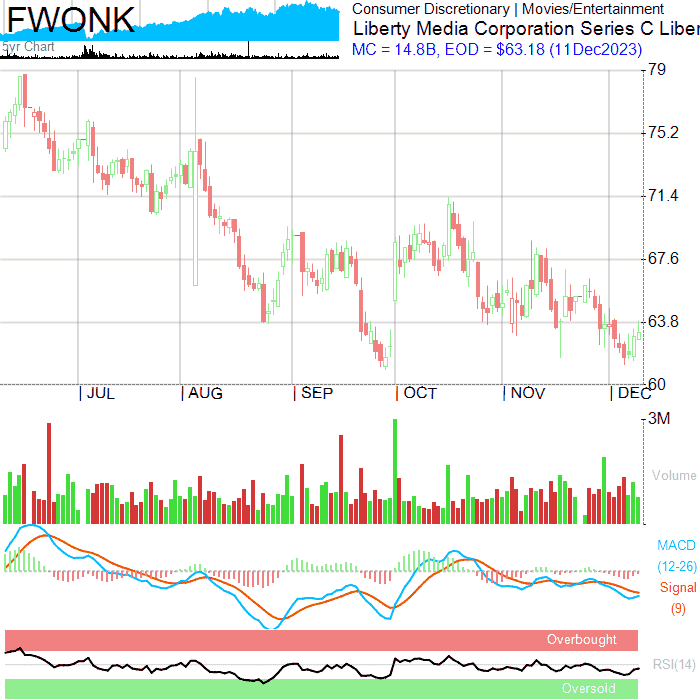 FWONK
5yr Chart
Consumer Discretionary | Movies/Entertainment
Liberty Media Corporation Series C Liber
MC = 14.8B, EOD = $63.18 (11Dec2023)
79
75.2
71.4
67.6
63.8
60
JUL
AUG
SEP
OCT
NOV
DEC
3M
Volume
MACD
(12-26)
Signal
(9)
Overbought
RSI(14)
Oversold